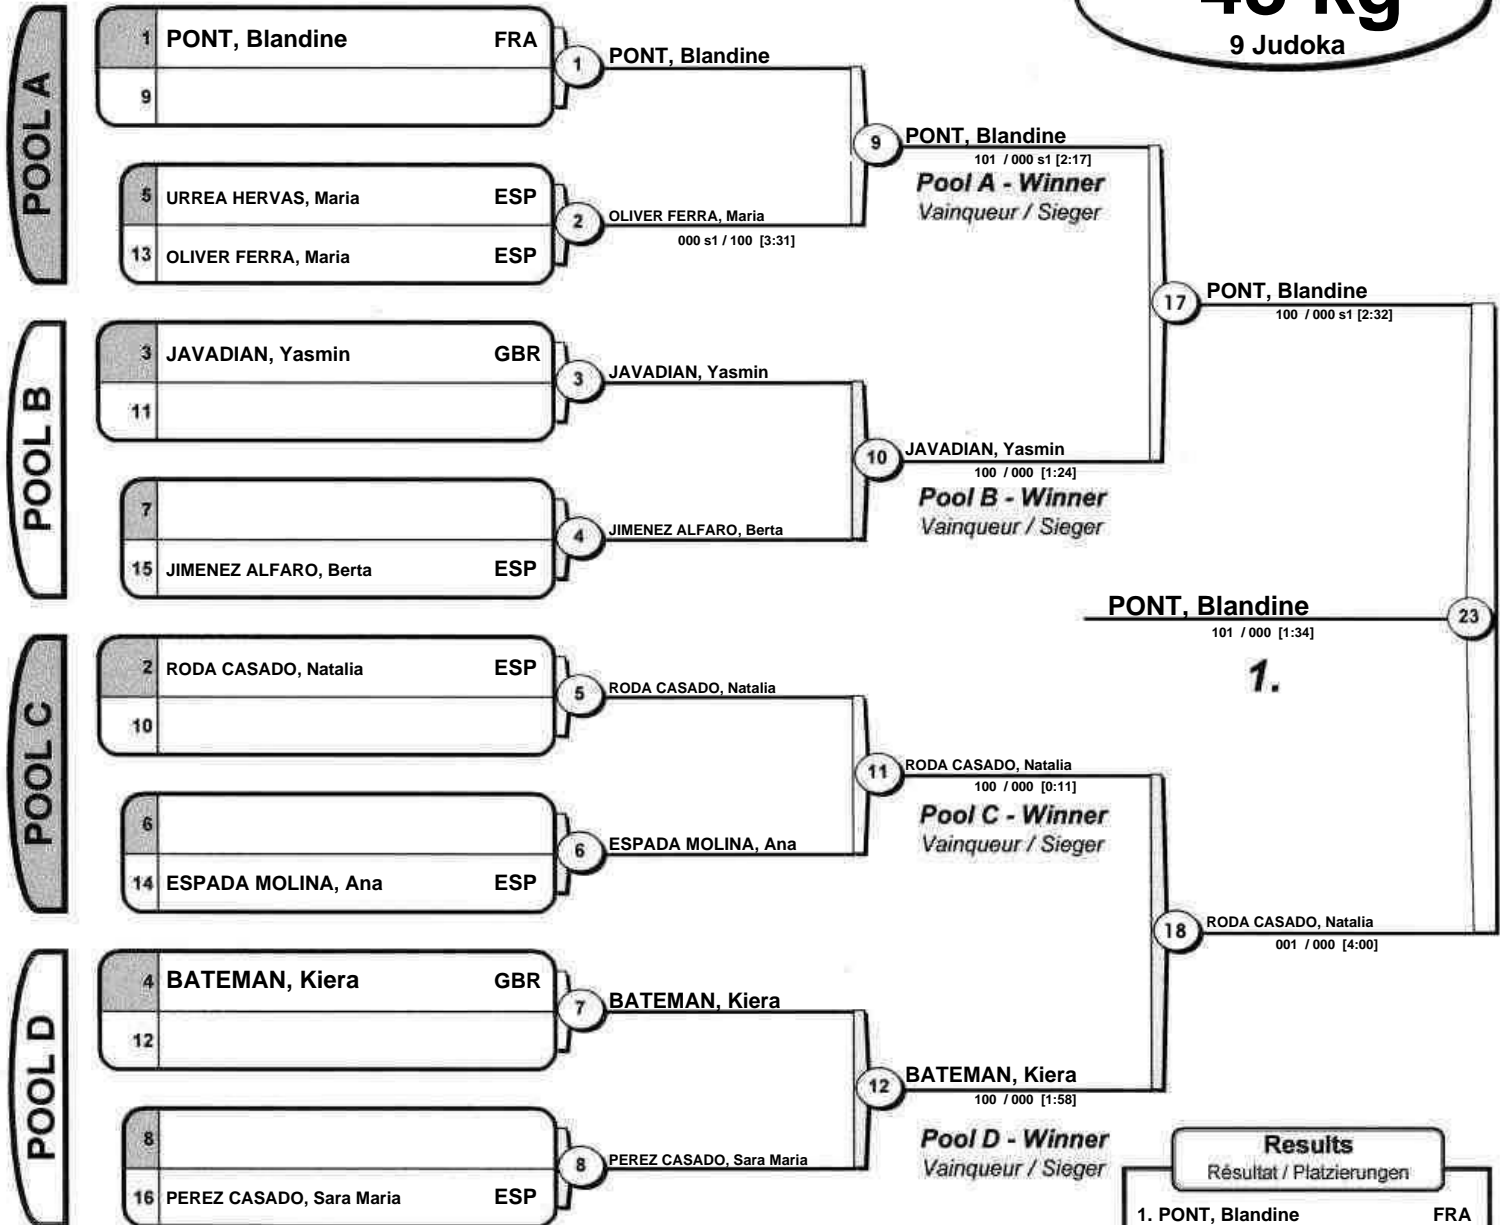 kg
9 Judoka
POOL A
1 PONT, Blandine FRA
9
5 URREA HERVAS, Maria ESP
13 OLIVER FERRA, Maria ESP
1 PONT, Blandine
2 OLIVER FERRA, Maria
000 s1 / 100 [3:31]
9 PONT, Blandine
101 / 000 s1 [2:17]
Pool A - Winner
Vainqueur / Sieger
POOL B
3 JAVADIAN, Yasmin GBR
11
7
15 JIMENEZ ALFARO, Berta ESP
3 JAVADIAN, Yasmin
4 JIMENEZ ALFARO, Berta
10 JAVADIAN, Yasmin
100 / 000 [1:24]
Pool B - Winner
Vainqueur / Sieger
17 PONT, Blandine
100 / 000 s1 [2:32]
PONT, Blandine 23
101 / 000 [1:34]
1.
POOL C
2 RODA CASADO, Natalia ESP
10
6
14 ESPADA MOLINA, Ana ESP
5 RODA CASADO, Natalia
6 ESPADA MOLINA, Ana
11 RODA CASADO, Natalia
100 / 000 [0:11]
Pool C - Winner
Vainqueur / Sieger
18 RODA CASADO, Natalia
001 / 000 [4:00]
POOL D
4 BATEMAN, Kiera GBR
12
8
16 PEREZ CASADO, Sara Maria ESP
7 BATEMAN, Kiera
8 PEREZ CASADO, Sara Maria
12 BATEMAN, Kiera
100 / 000 [1:58]
Pool D - Winner
Vainqueur / Sieger
Results
Résultat / Platzierungen
1. PONT, Blandine FRA